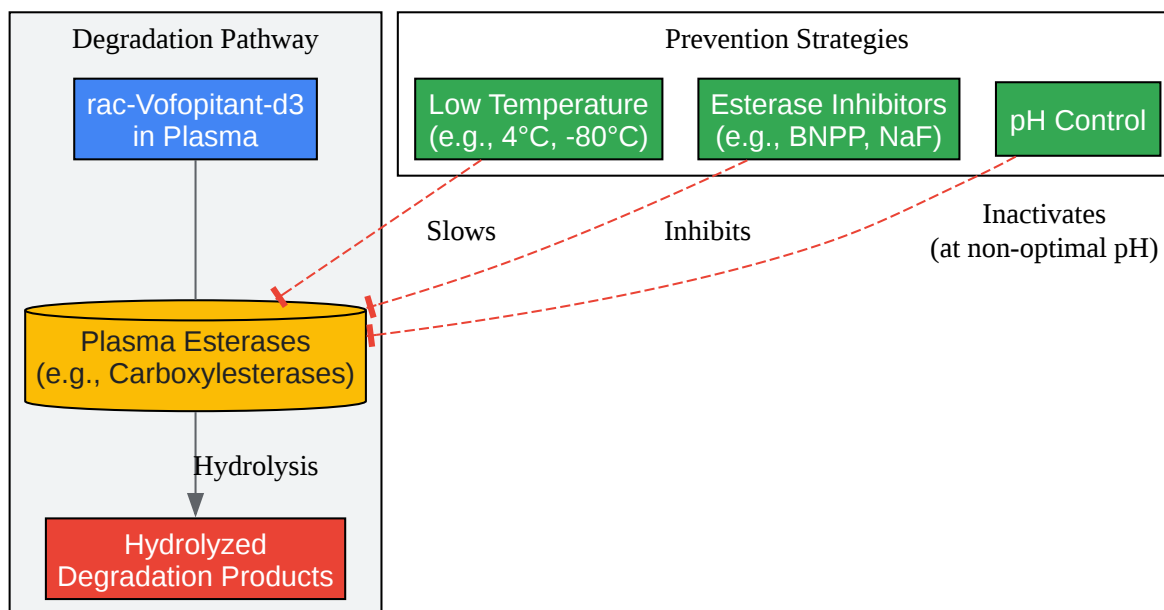 Degradation Pathway
rac-Vofopitant-d3
in Plasma
Plasma Esterases
(e.g., Carboxylesterases)
Hydrolysis
Hydrolyzed
Degradation Products
Prevention Strategies
Low Temperature
(e.g., 4°C, -80°C)
Esterase Inhibitors
(e.g., BNPP, NaF)
pH Control
Slows
Inhibits
Inactivates
(at non-optimal pH)